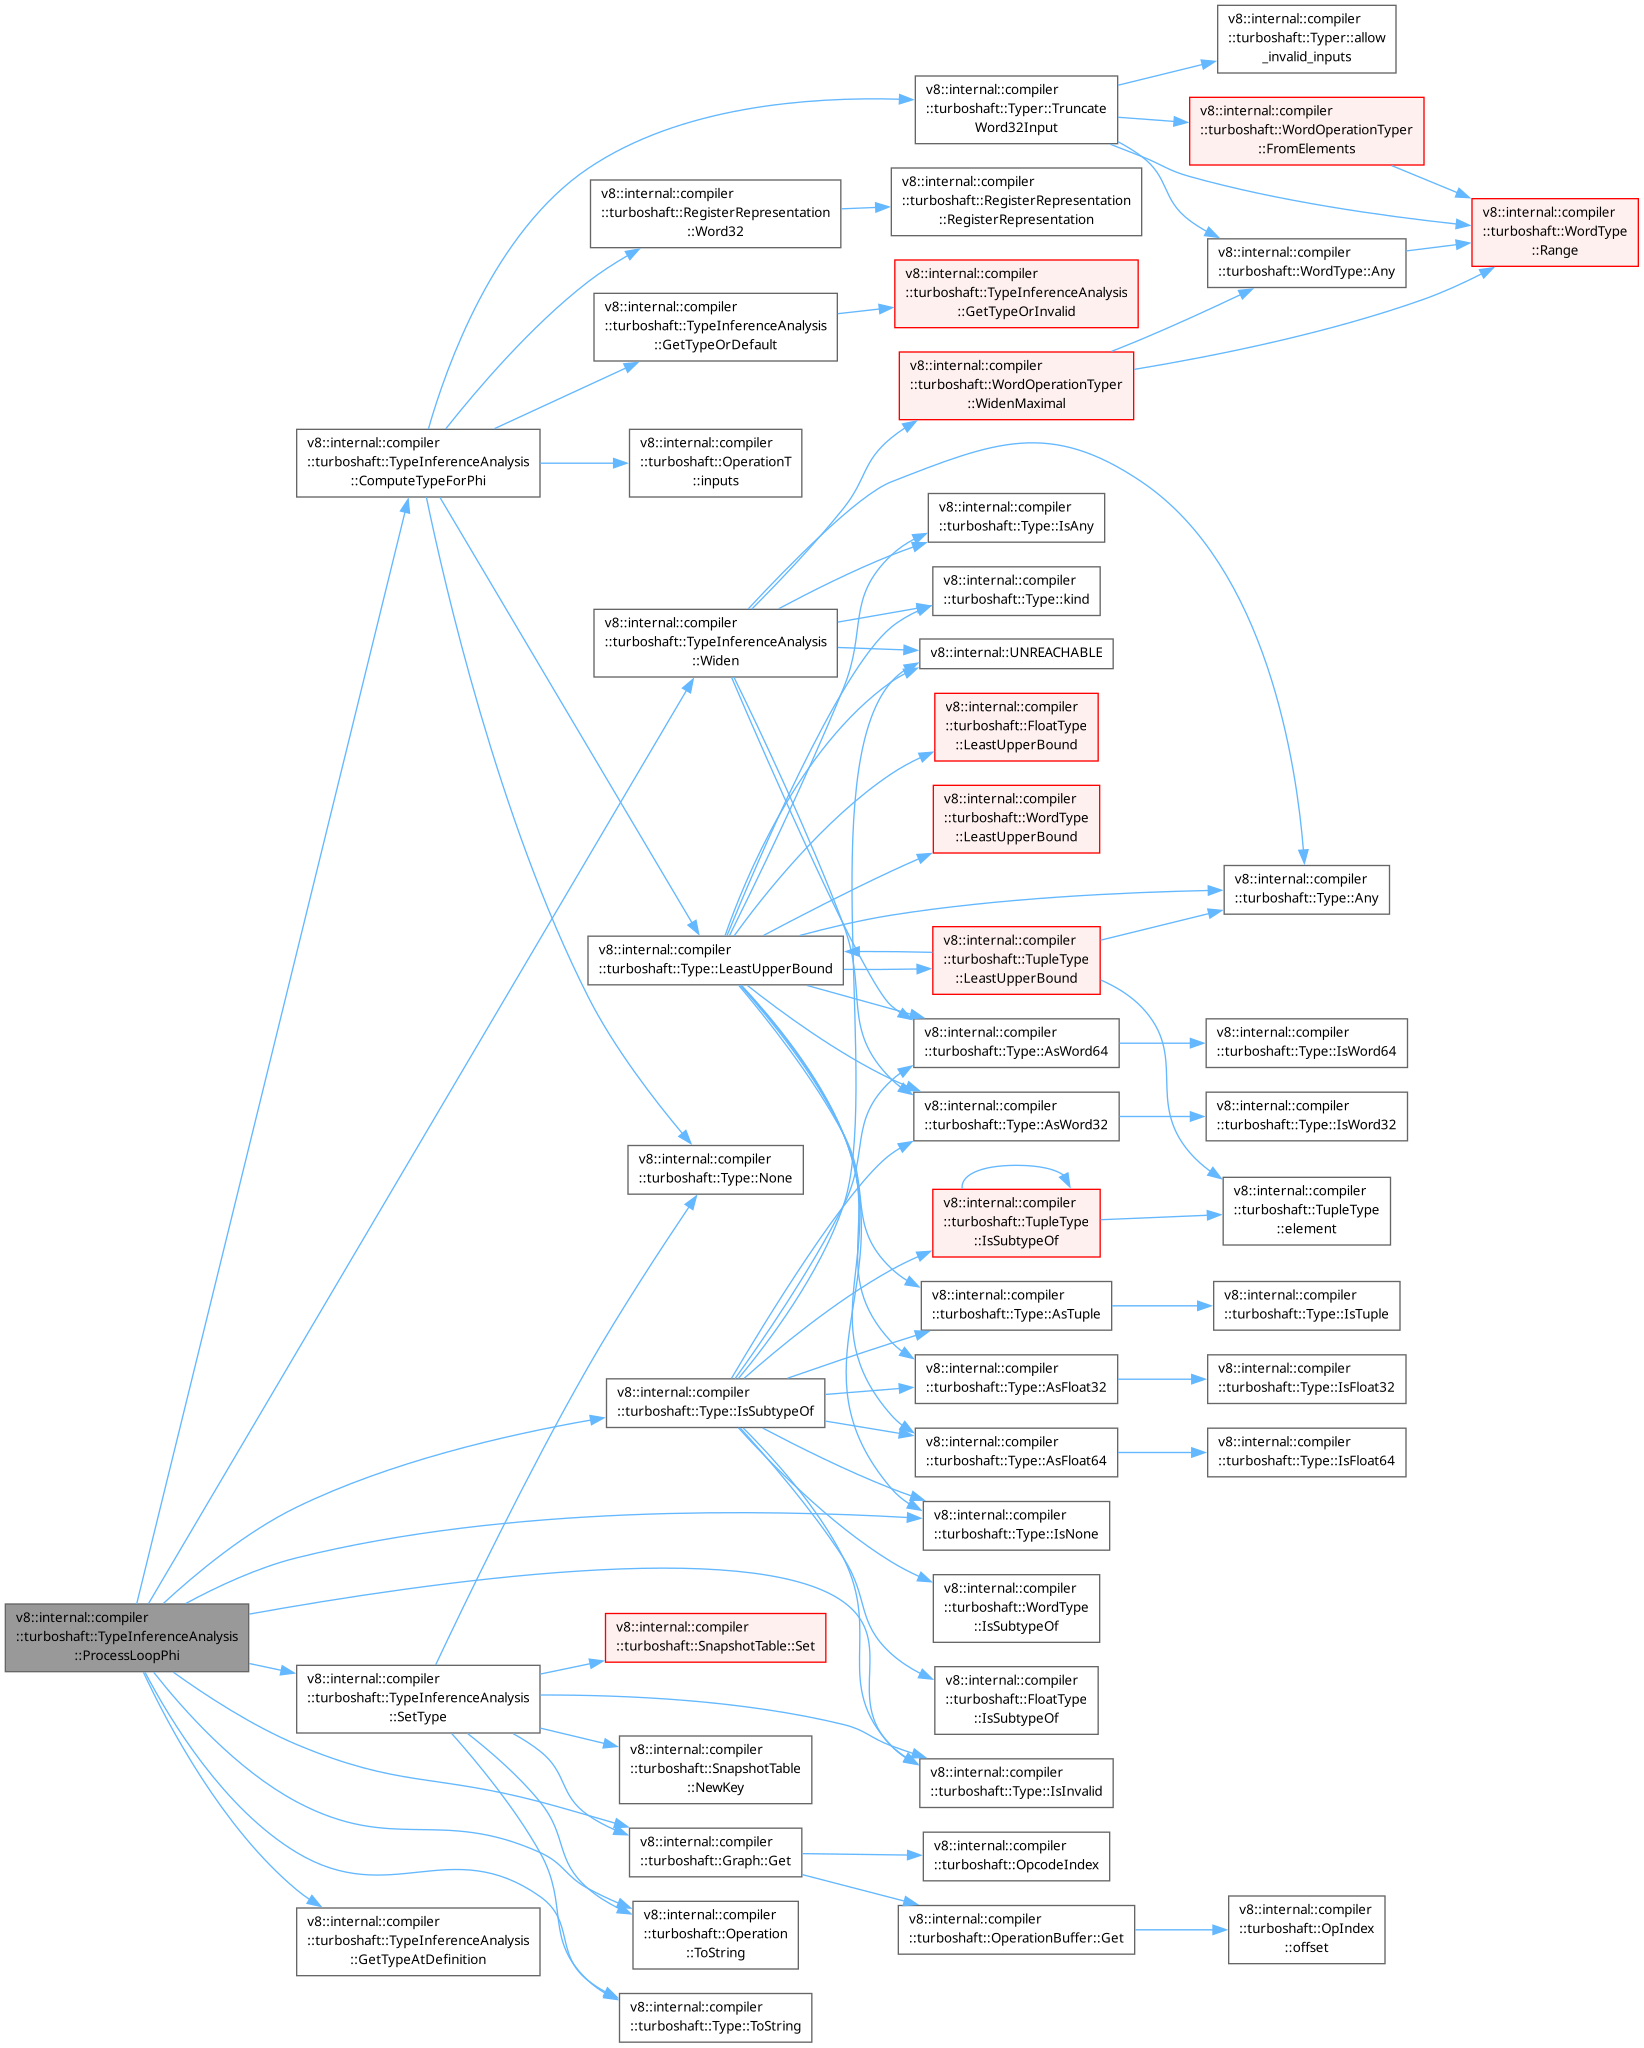 v8::internal::compiler
::turboshaft::TypeInferenceAnalysis
::ProcessLoopPhi
v8::internal::compiler
::turboshaft::TypeInferenceAnalysis
::ComputeTypeForPhi
v8::internal::compiler
::turboshaft::TypeInferenceAnalysis
::SetType
v8::internal::compiler
::turboshaft::TypeInferenceAnalysis
::GetTypeAtDefinition
v8::internal::compiler
::turboshaft::RegisterRepresentation
::Word32
v8::internal::compiler
::turboshaft::TypeInferenceAnalysis
::GetTypeOrDefault
v8::internal::compiler
::turboshaft::OperationT
::inputs
v8::internal::compiler
::turboshaft::TypeInferenceAnalysis
::Widen
v8::internal::compiler
::turboshaft::Type::LeastUpperBound
v8::internal::compiler
::turboshaft::Type::None
v8::internal::compiler
::turboshaft::Type::IsSubtypeOf
v8::internal::compiler
::turboshaft::SnapshotTable::Set
v8::internal::compiler
::turboshaft::SnapshotTable
::NewKey
v8::internal::compiler
::turboshaft::Graph::Get
v8::internal::compiler
::turboshaft::Operation
::ToString
v8::internal::compiler
::turboshaft::Type::ToString
v8::internal::compiler
::turboshaft::Typer::Truncate
Word32Input
v8::internal::compiler
::turboshaft::RegisterRepresentation
::RegisterRepresentation
v8::internal::compiler
::turboshaft::TypeInferenceAnalysis
::GetTypeOrInvalid
v8::internal::compiler
::turboshaft::WordOperationTyper
::WidenMaximal
v8::internal::compiler
::turboshaft::Type::IsAny
v8::internal::compiler
::turboshaft::Type::kind
v8::internal::UNREACHABLE
v8::internal::compiler
::turboshaft::FloatType
::LeastUpperBound
v8::internal::compiler
::turboshaft::WordType
::LeastUpperBound
v8::internal::compiler
::turboshaft::TupleType
::LeastUpperBound
v8::internal::compiler
::turboshaft::Type::AsWord64
v8::internal::compiler
::turboshaft::Type::AsWord32
v8::internal::compiler
::turboshaft::TupleType
::IsSubtypeOf
v8::internal::compiler
::turboshaft::Type::AsTuple
v8::internal::compiler
::turboshaft::Type::AsFloat32
v8::internal::compiler
::turboshaft::Type::AsFloat64
v8::internal::compiler
::turboshaft::Type::IsNone
v8::internal::compiler
::turboshaft::WordType
::IsSubtypeOf
v8::internal::compiler
::turboshaft::FloatType
::IsSubtypeOf
v8::internal::compiler
::turboshaft::Type::IsInvalid
v8::internal::compiler
::turboshaft::OpcodeIndex
v8::internal::compiler
::turboshaft::OperationBuffer::Get
v8::internal::compiler
::turboshaft::Typer::allow
_invalid_inputs
v8::internal::compiler
::turboshaft::WordOperationTyper
::FromElements
v8::internal::compiler
::turboshaft::WordType::Any
v8::internal::compiler
::turboshaft::Type::Any
v8::internal::compiler
::turboshaft::Type::IsWord64
v8::internal::compiler
::turboshaft::Type::IsWord32
v8::internal::compiler
::turboshaft::TupleType
::element
v8::internal::compiler
::turboshaft::Type::IsTuple
v8::internal::compiler
::turboshaft::Type::IsFloat32
v8::internal::compiler
::turboshaft::Type::IsFloat64
v8::internal::compiler
::turboshaft::OpIndex
::offset
v8::internal::compiler
::turboshaft::WordType
::Range